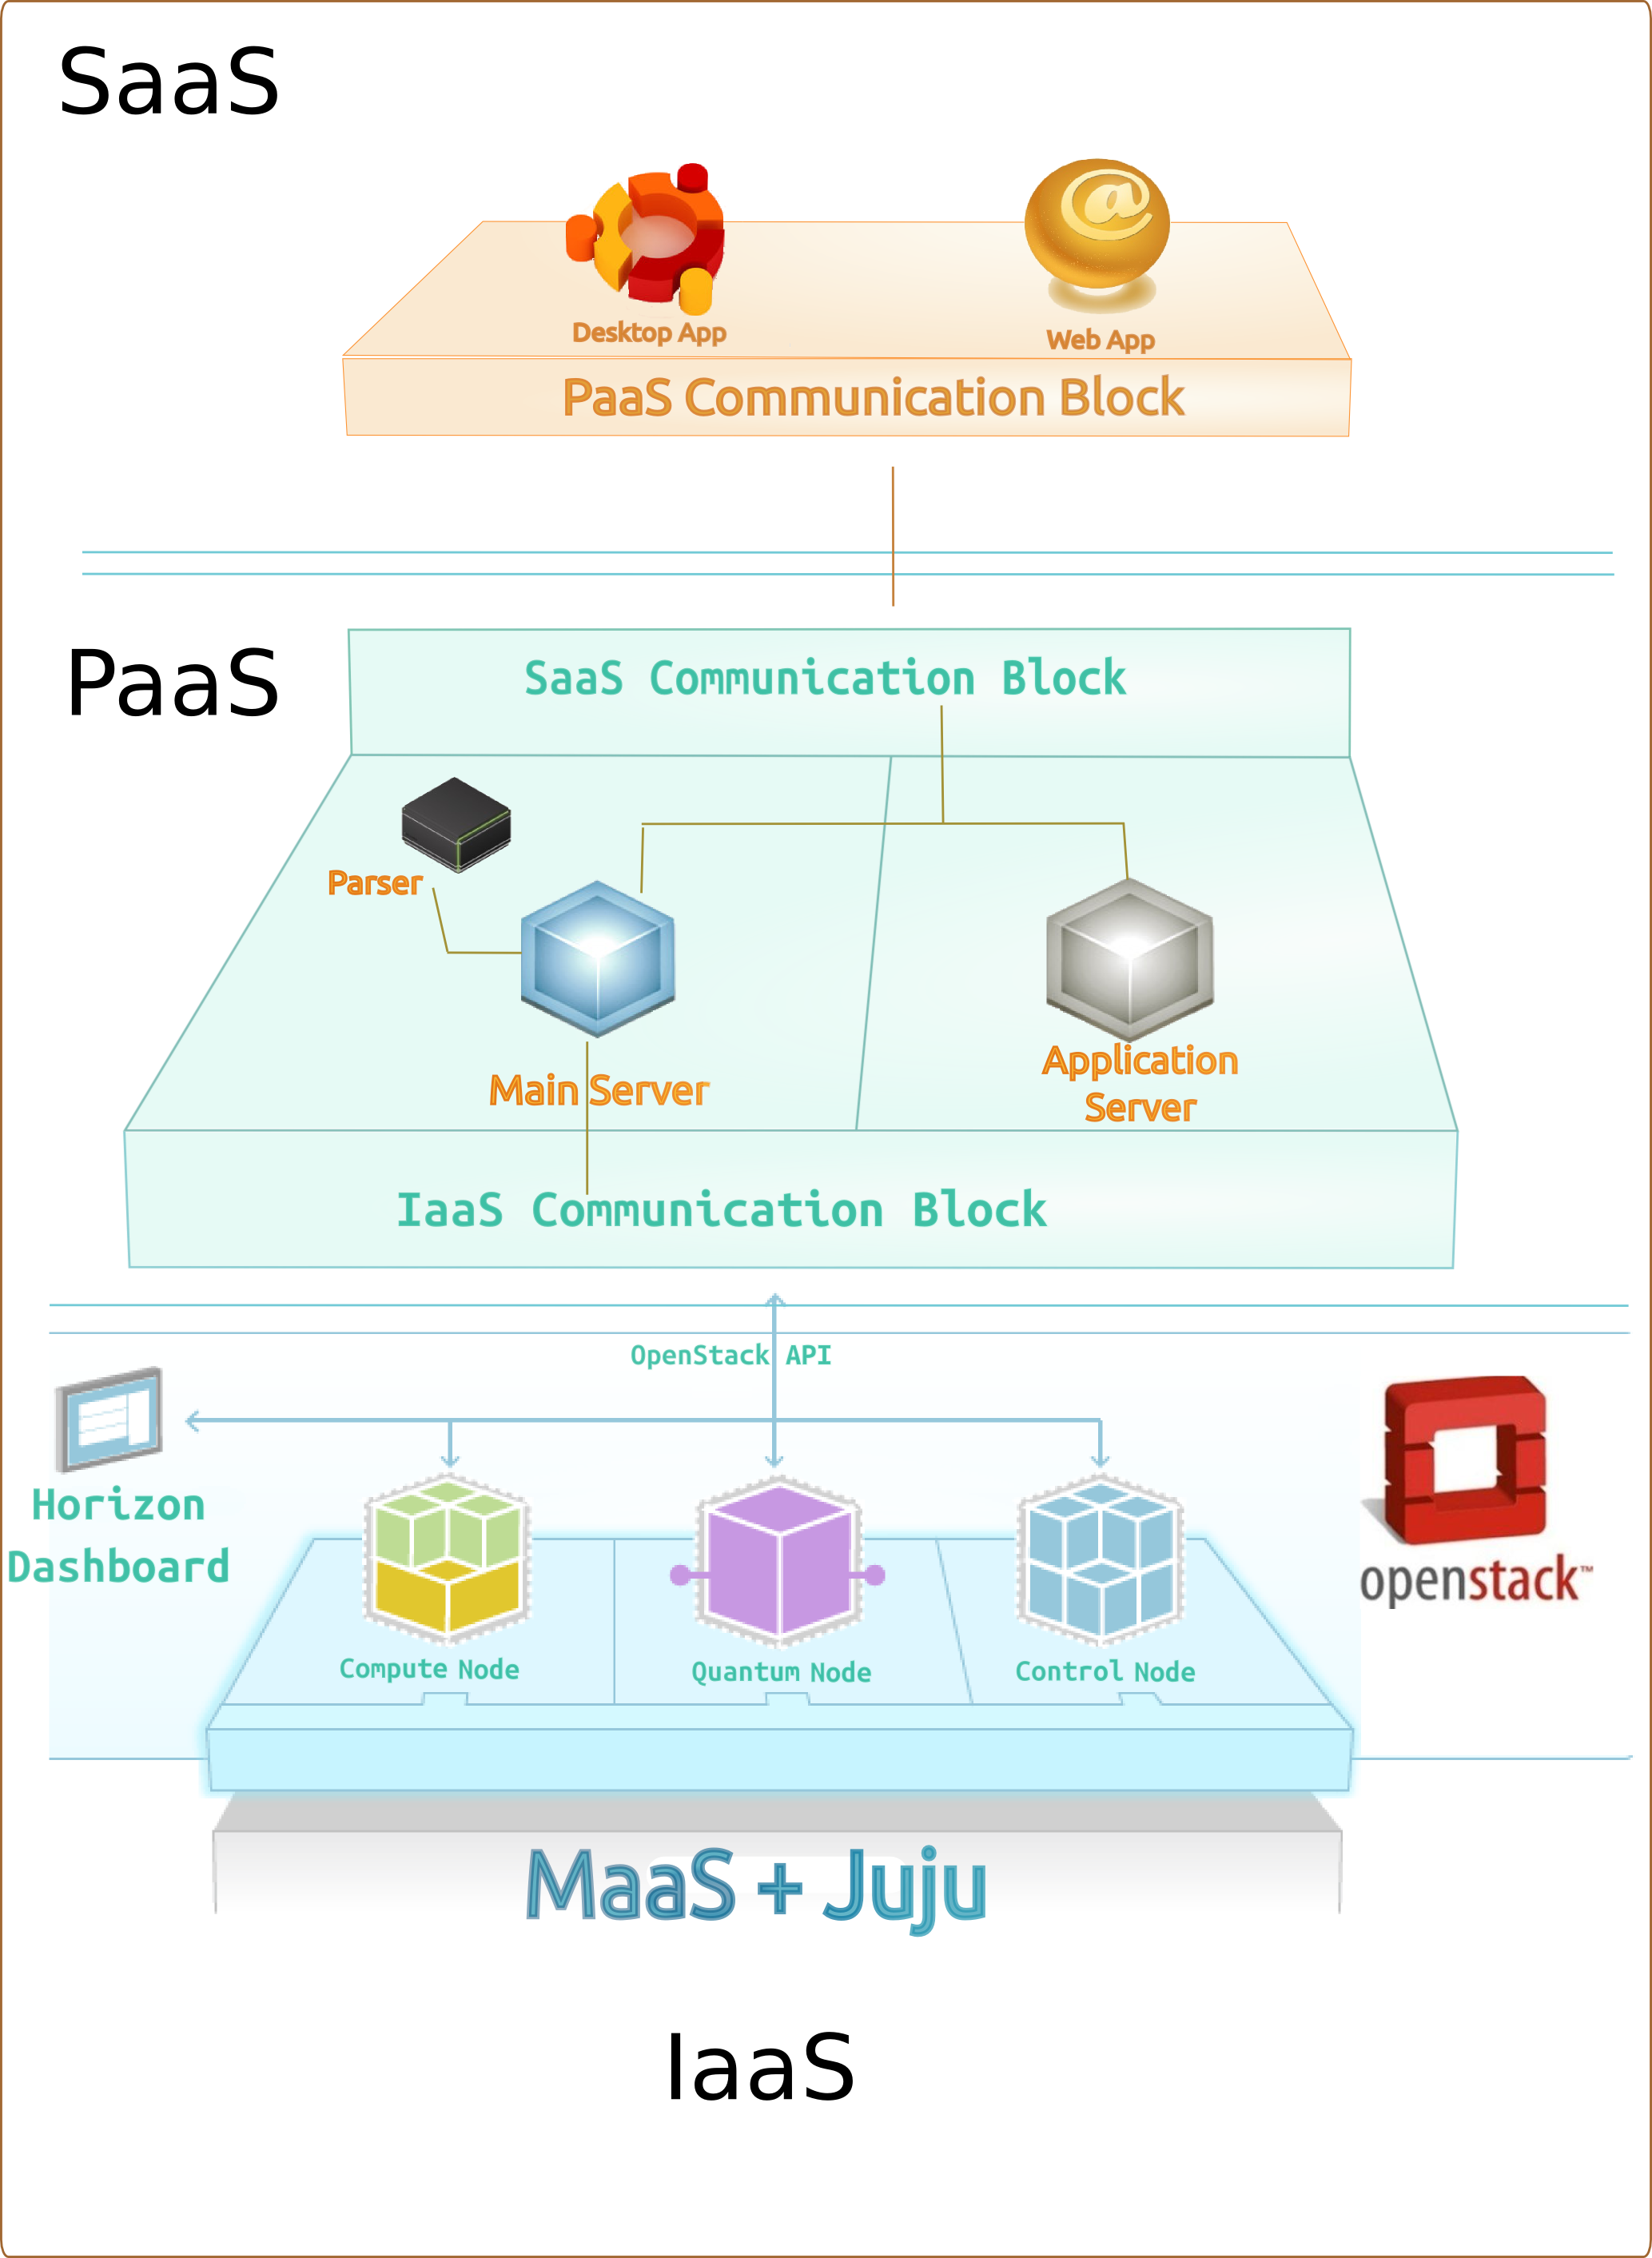 SaaS
Desktop App
Web App
PaaS Communication Block
PaaS
SaaS Communication Block
Parser
Main Server
Application
Server
IaaS Communication Block
OpenStack API
Horizon
Dashboard
openstack™
Compute Node
Quantum Node
Control Node
MaaS + Juju
IaaS